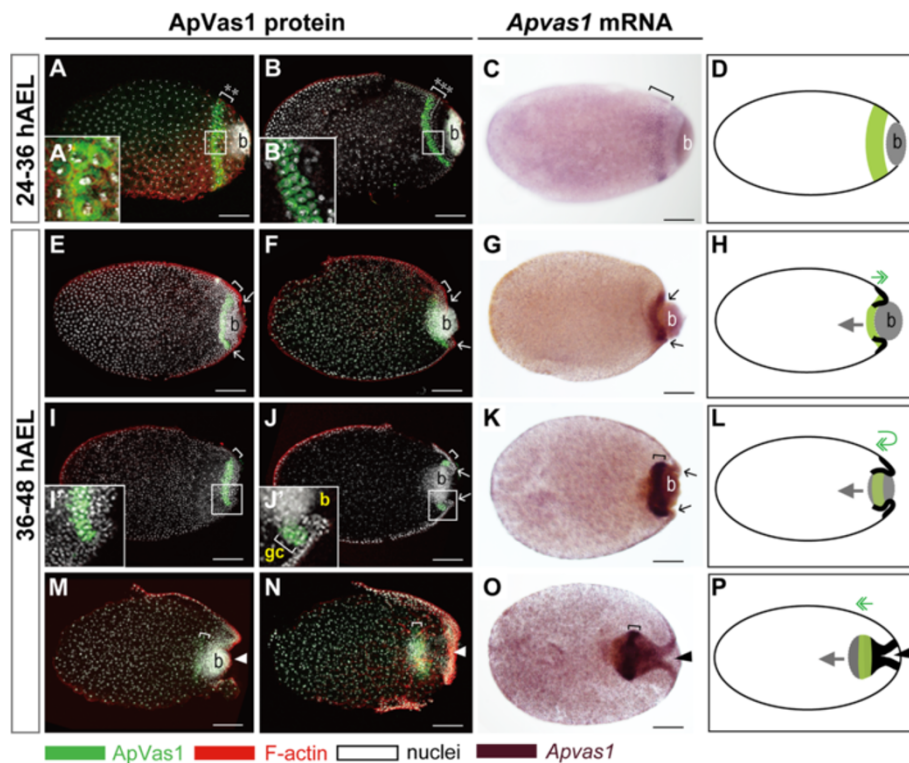 ApVas1 protein Apvas1 mRNA
24-36 hAEL
A ** B *** C D
b b b b
A' B'
36-48 hAEL
E F G H
b b b b
I J K L
b b
I' J' b
gc
M N O P
b
ApVas1 F-actin nuclei Apvas1